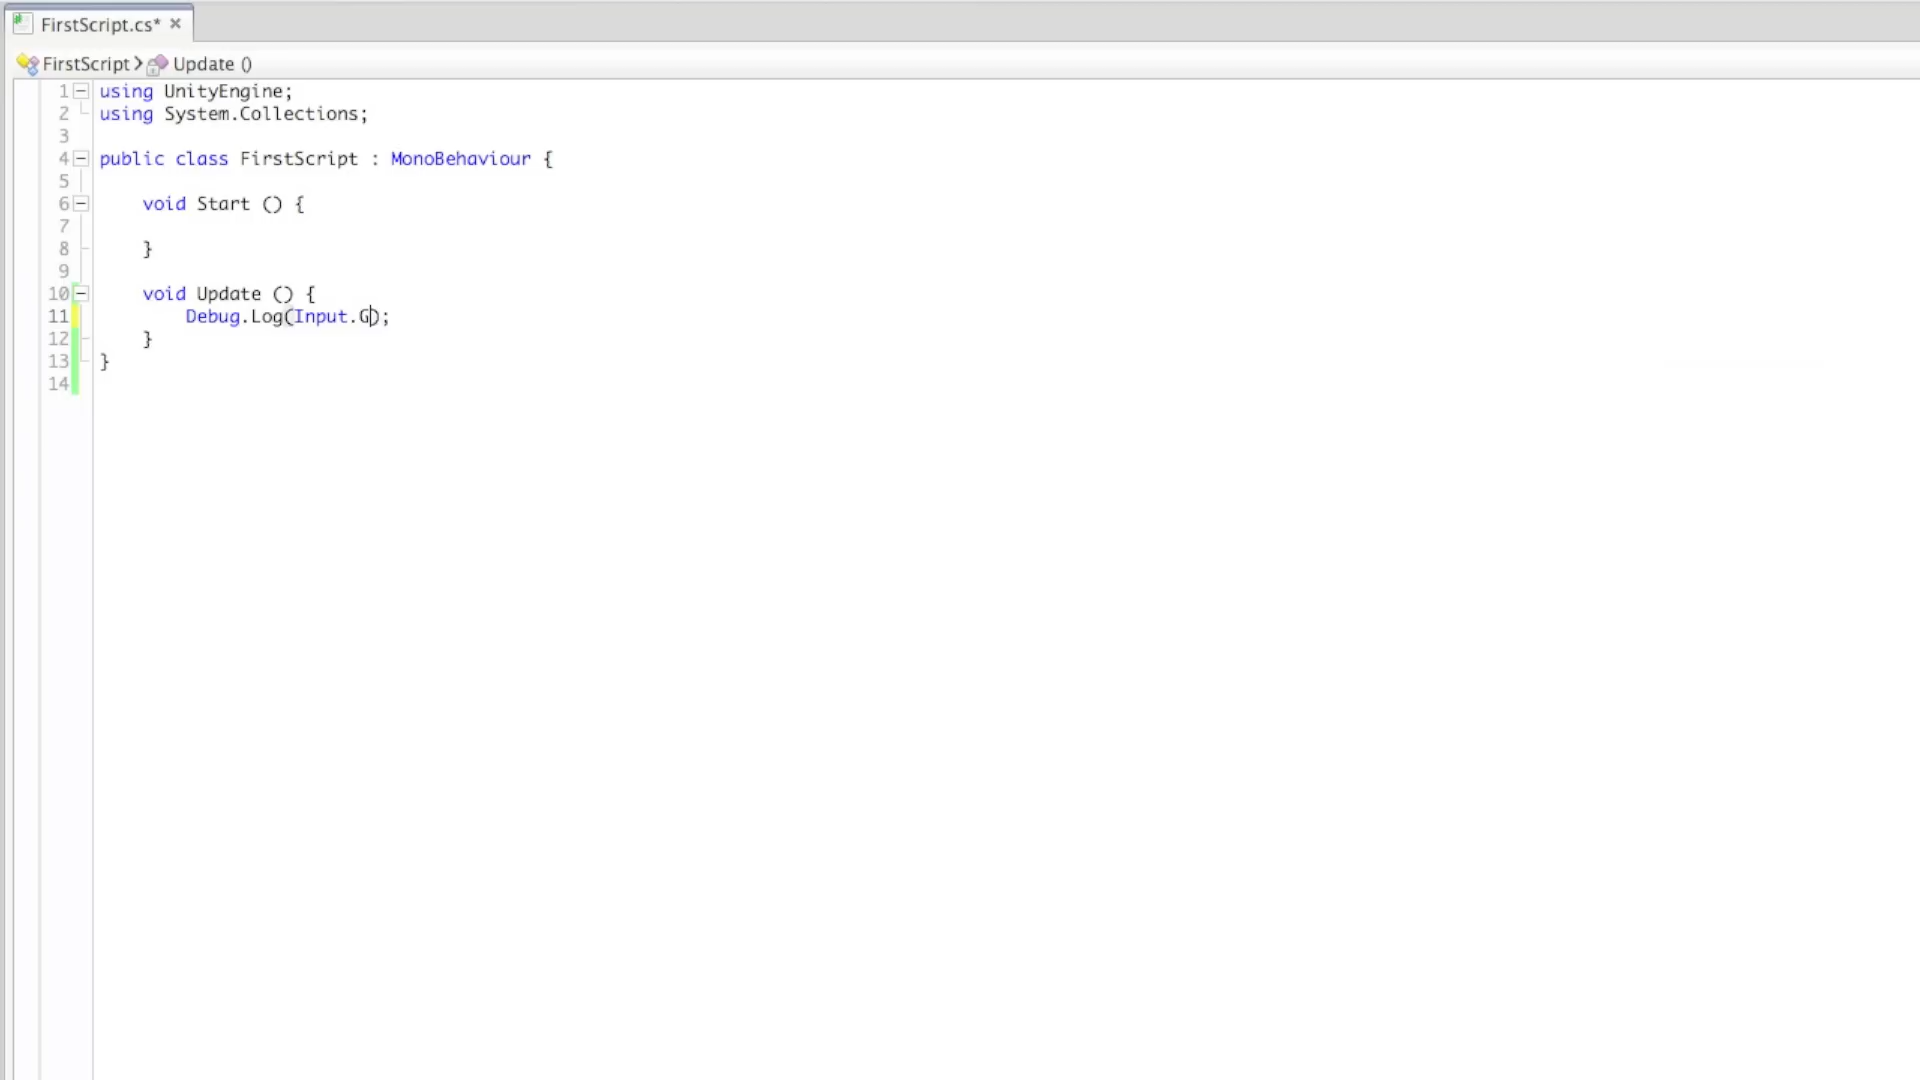 FirstScript.cs*
FirstScript Update ()
1 using UnityEngine;
2 using System.Collections;
3
4 public class FirstScript : MonoBehaviour {
5
6 void Start () {
7
8 }
9
10 void Update () {
11 Debug.Log(Input.G);
12 }
13 }
14